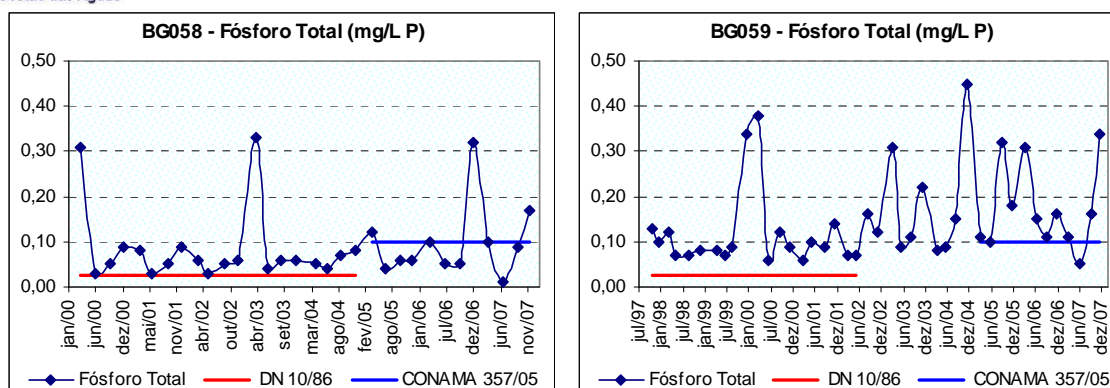 BG058 - Fósforo Total (mg/L P)
0,50
0,40
0,30
0,20
0,10
0,00
jan/00
jun/00
dez/00
mai/01
nov/01
abr/02
out/02
abr/03
set/03
mar/04
ago/04
fev/05
ago/05
jan/06
jul/06
dez/06
jun/07
nov/07
Fósforo Total
DN 10/86
CONAMA 357/05
BG059 - Fósforo Total (mg/L P)
0,50
0,40
0,30
0,20
0,10
0,00
jul/97
jan/98
jul/98
jan/99
jul/99
jan/00
jul/00
dez/00
jun/01
dez/01
jun/02
dez/02
jun/03
dez/03
jun/04
dez/04
jun/05
dez/05
jun/06
dez/06
jun/07
dez/07
Fósforo Total
DN 10/86
CONAMA 357/05